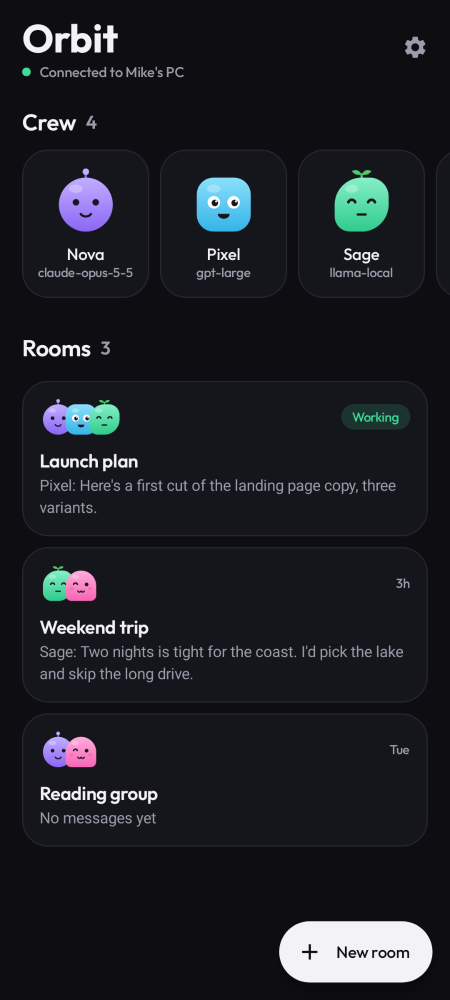 Orbit
Connected to Mike's PC
Crew 4
Nova
claude-opus-5-5
Pixel
gpt-large
Sage
llama-local
Rooms 3
Working
Launch plan
Pixel: Here's a first cut of the landing page copy, three
variants.
3h
Weekend trip
Sage: Two nights is tight for the coast. I'd pick the lake
and skip the long drive.
Tue
Reading group
No messages yet
New room